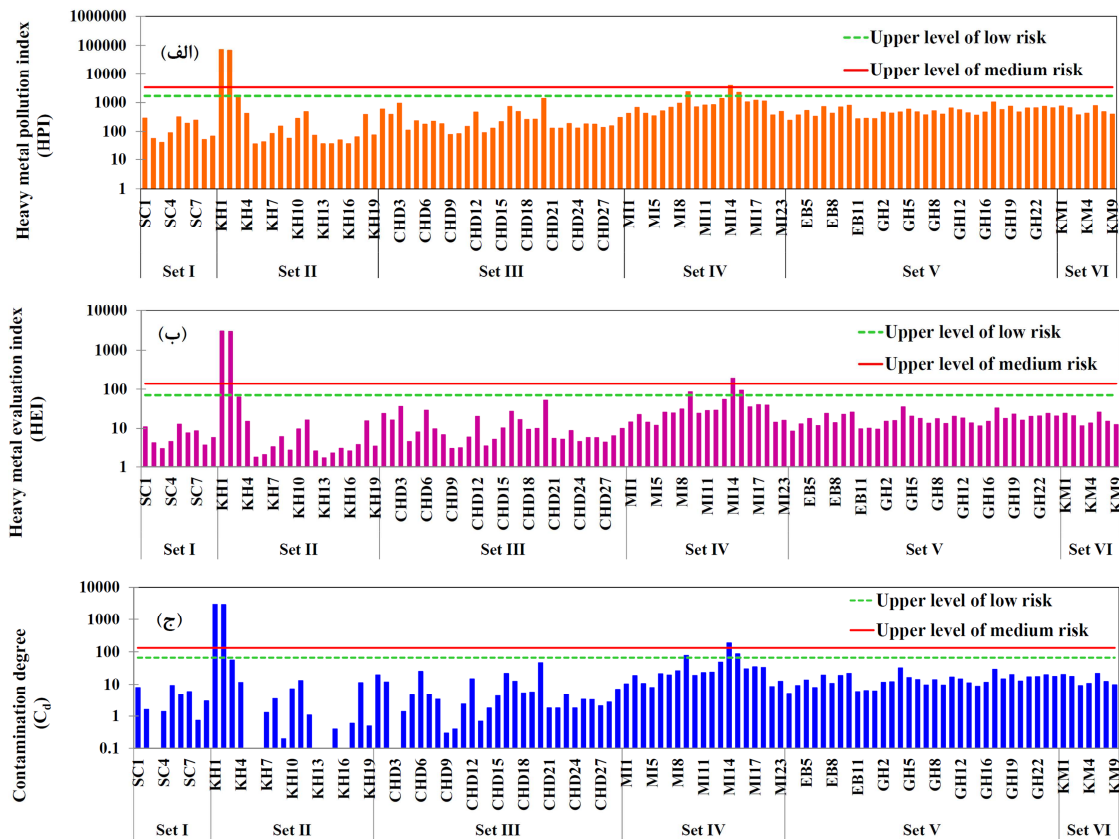 Heavy metal pollution index
(HPI)
1000000
100000
10000
1000
100
10
1
(الف)
Upper level of low risk
Upper level of medium risk
SC1 SC4 SC7 KH1 KH4 KH7 KH10 KH13 KH16 KH19 CHD3 CHD6 CHD9 CHD12 CHD15 CHD18 CHD21 CHD24 CHD27 MI1 MI5 MI8 MI11 MI14 MI17 MI23 EB5 EB8 EB11 GH2 GH5 GH8 GH12 GH16 GH19 GH22 KM1 KM4 KM9
Set I Set II Set III Set IV Set V Set VI
Heavy metal evaluation index
(HEI)
10000
1000
100
10
1
(ب)
Upper level of low risk
Upper level of medium risk
SC1 SC4 SC7 KH1 KH4 KH7 KH10 KH13 KH16 KH19 CHD3 CHD6 CHD9 CHD12 CHD15 CHD18 CHD21 CHD24 CHD27 MI1 MI5 MI8 MI11 MI14 MI17 MI23 EB5 EB8 EB11 GH2 GH5 GH8 GH12 GH16 GH19 GH22 KM1 KM4 KM9
Set I Set II Set III Set IV Set V Set VI
Contamination degree
(Cd)
10000
1000
100
10
1
0.1
(ج)
Upper level of low risk
Upper level of medium risk
SC1 SC4 SC7 KH1 KH4 KH7 KH10 KH13 KH16 KH19 CHD3 CHD6 CHD9 CHD12 CHD15 CHD18 CHD21 CHD24 CHD27 MI1 MI5 MI8 MI11 MI14 MI17 MI23 EB5 EB8 EB11 GH2 GH5 GH8 GH12 GH16 GH19 GH22 KM1 KM4 KM9
Set I Set II Set III Set IV Set V Set VI